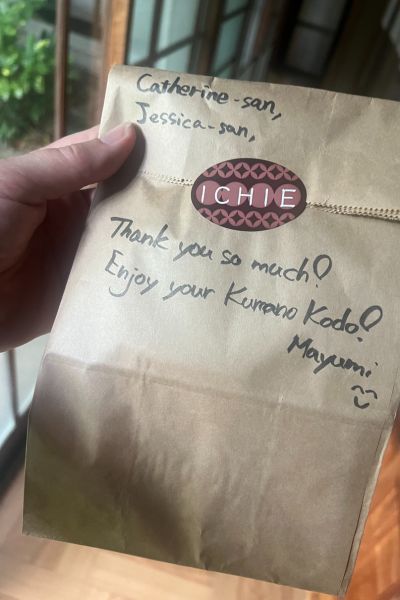 Catherine-san,
Jessica-san,
ICHIE
Thank you so much!
Enjoy your Kumano Kodo!
Mayumi